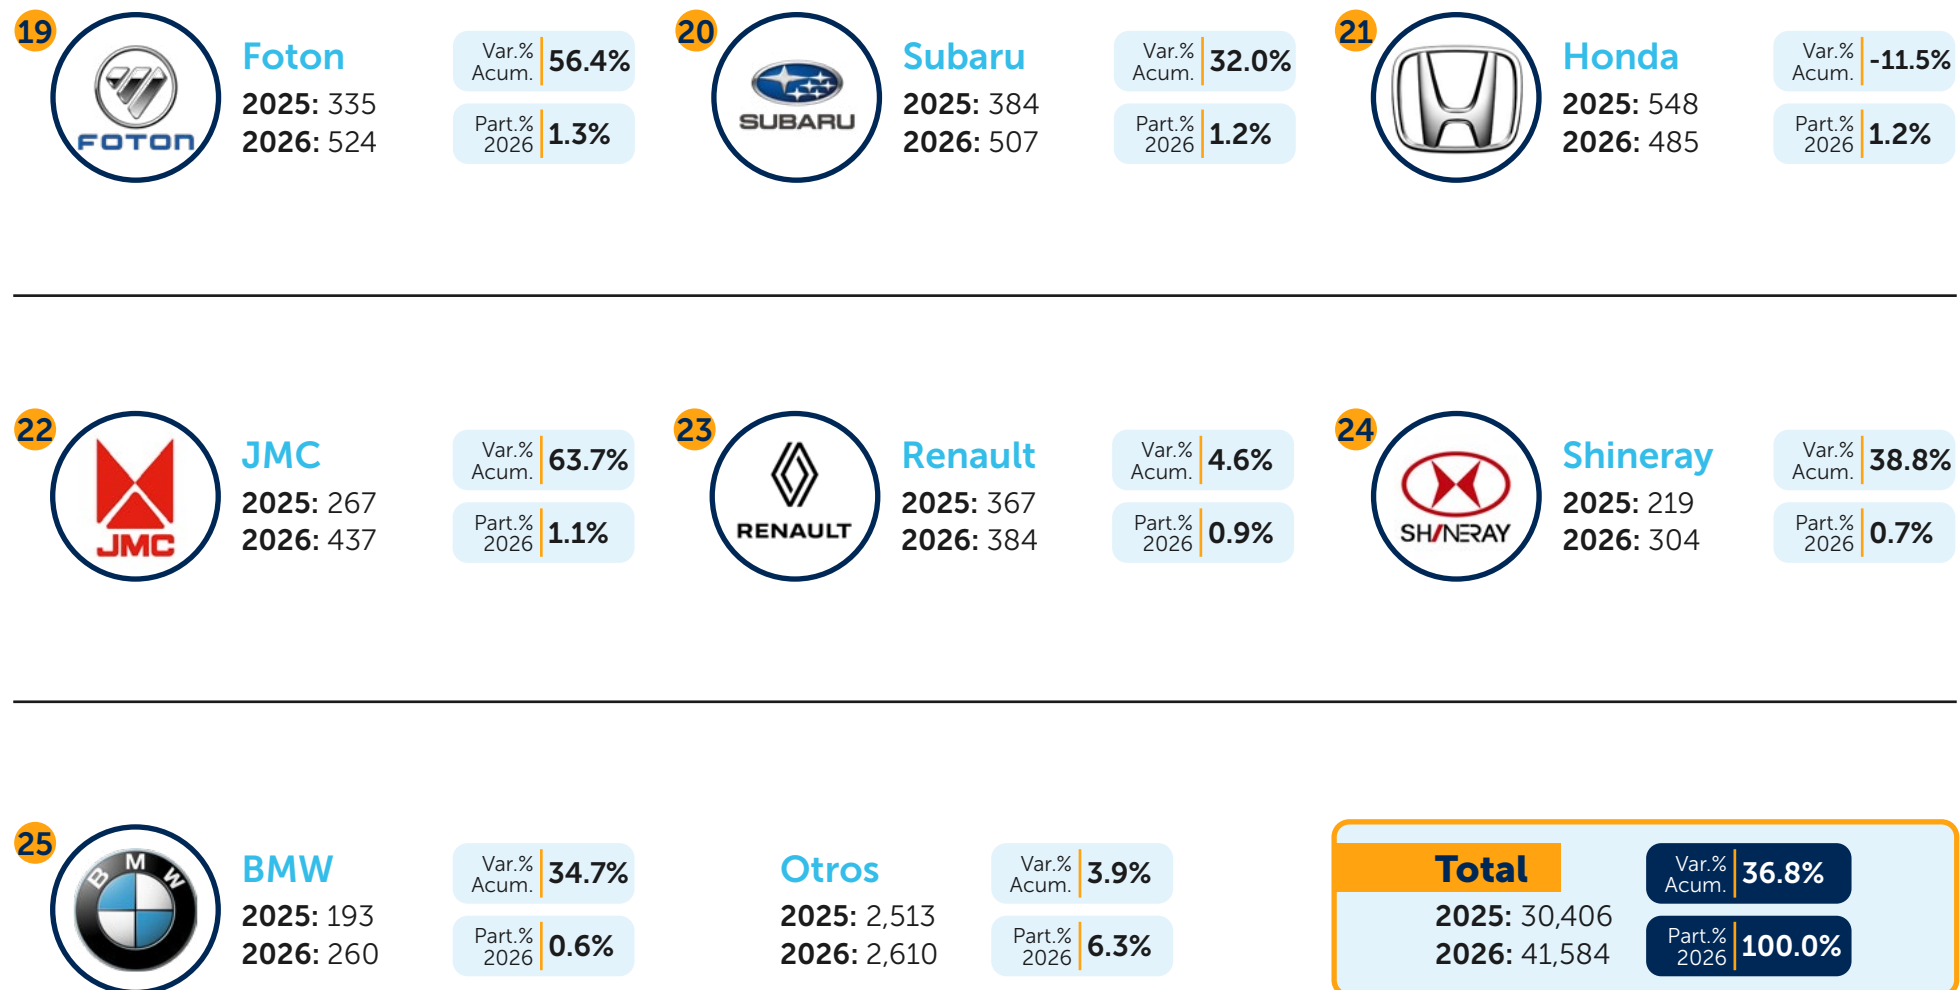 19
FOTON
Foton
2025: 335
2026: 524
Var.%
Acum.
56.4%
Part.%
2026
1.3%
20
SUBARU
Subaru
2025: 384
2026: 507
Var.%
Acum.
32.0%
Part.%
2026
1.2%
21
Honda
2025: 548
2026: 485
Var.%
Acum.
-11.5%
Part.%
2026
1.2%
22
JMC
JMC
2025: 267
2026: 437
Var.%
Acum.
63.7%
Part.%
2026
1.1%
23
RENAULT
Renault
2025: 367
2026: 384
Var.%
Acum.
4.6%
Part.%
2026
0.9%
24
SHINERAY
Shineray
2025: 219
2026: 304
Var.%
Acum.
38.8%
Part.%
2026
0.7%
25
BMW
BMW
2025: 193
2026: 260
Var.%
Acum.
34.7%
Part.%
2026
0.6%
Otros
2025: 2,513
2026: 2,610
Var.%
Acum.
3.9%
Part.%
2026
6.3%
Total
2025: 30,406
2026: 41,584
Var.%
Acum.
36.8%
Part.%
2026
100.0%